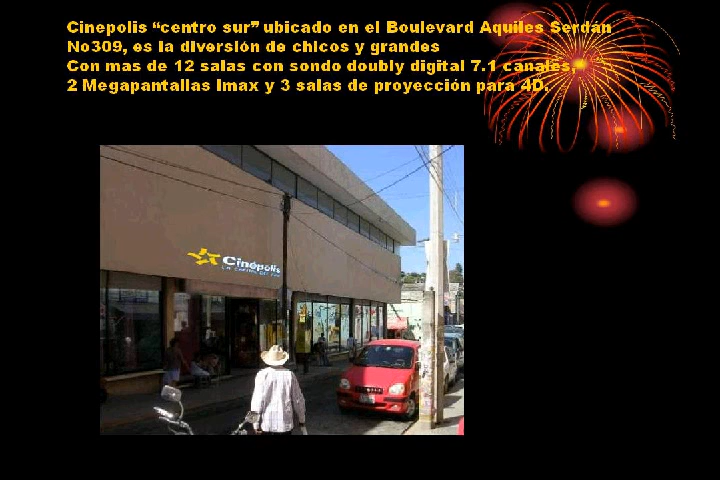 Cinepolis “centro sur” ubicado en el Boulevard Aquiles Serdán
No309, es la diversión de chicos y grandes
Con mas de 12 salas con sondo doubly digital 7.1 canales,
2 Megapantallas Imax y 3 salas de proyección para 4D.
Cinépolis